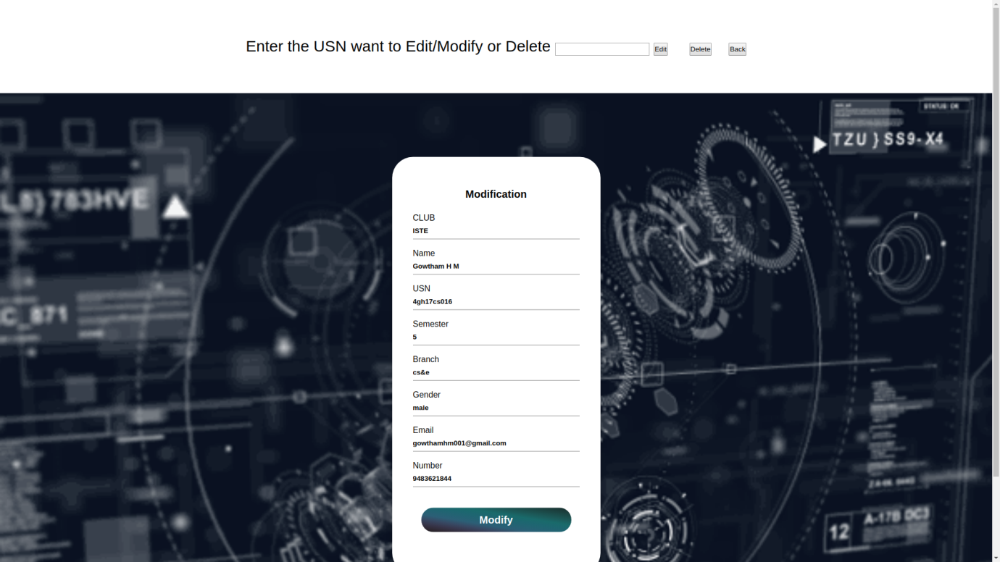 Enter the USN want to Edit/Modify or Delete Edit Delete Back
STATUS: OK
TZU } SS9-X4
L8} 783HVE
Modification
CLUB
ISTE
Name
Gowtham H M
USN
4gh17cs016
C_871
Semester
5
Branch
cs&e
Gender
male
Email
gowthamhm001@gmail.com
Number
9483621844
Modify
12
A-17B DC3